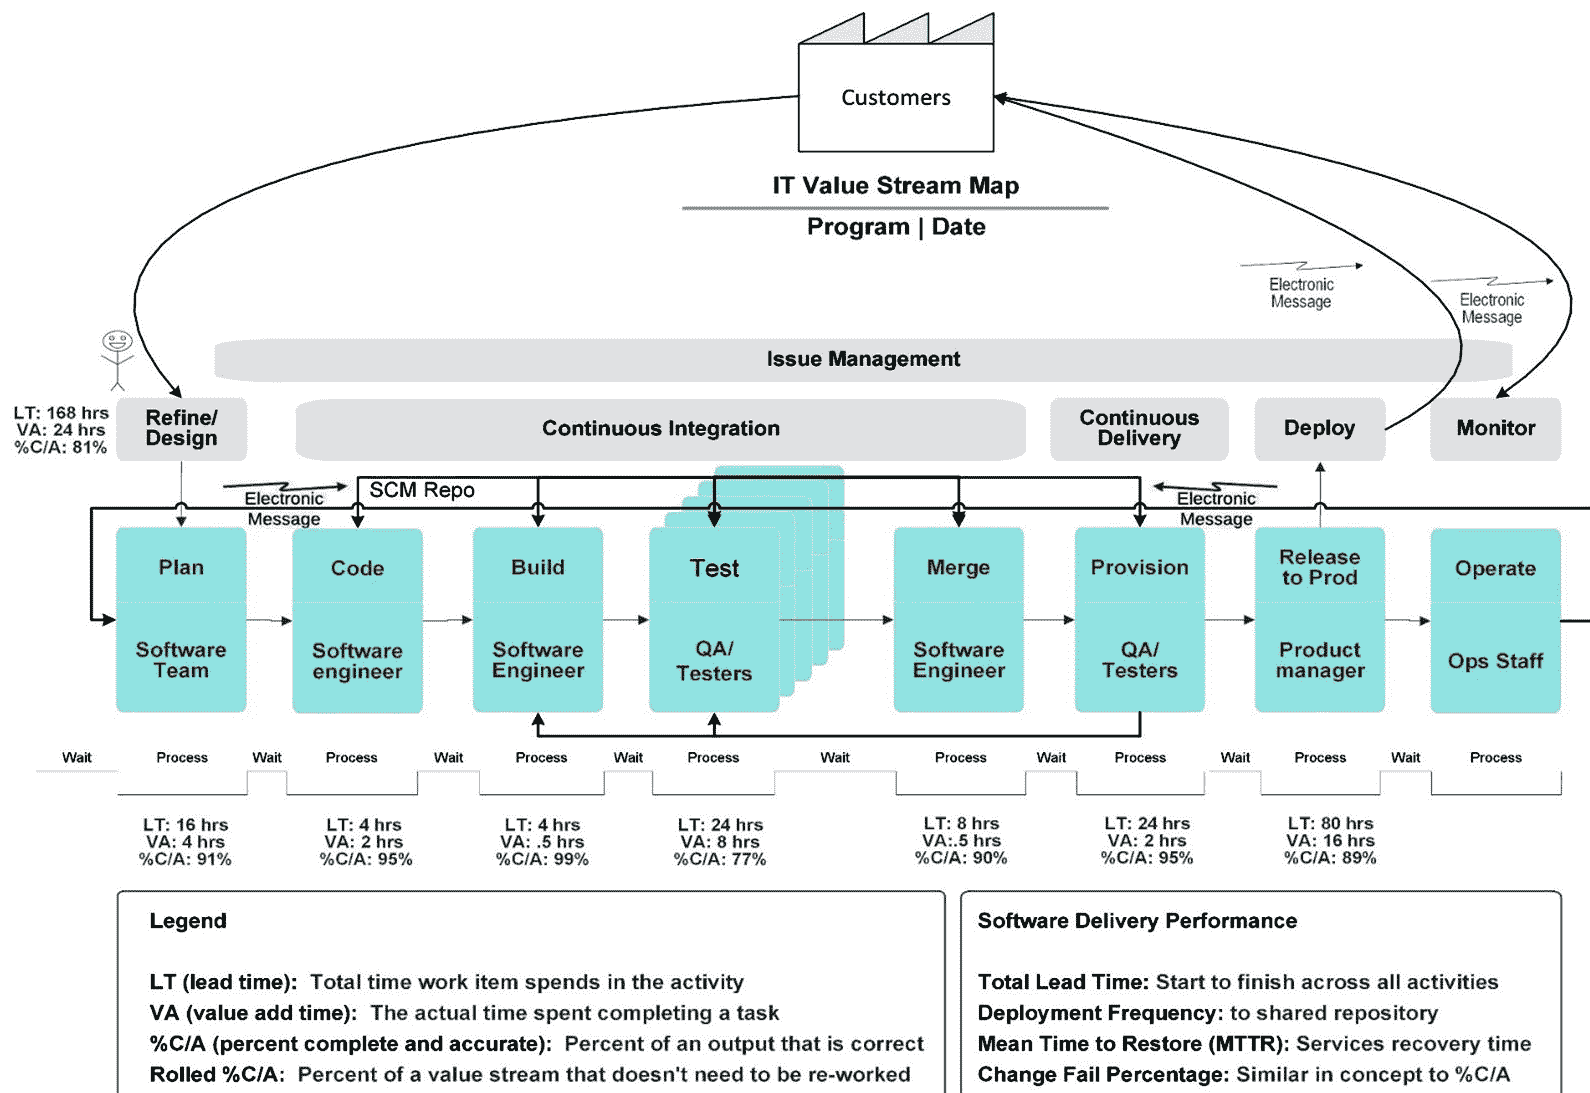 Customers
IT Value Stream Map
Program | Date
Electronic
Message
Electronic
Message
Issue Management
LT: 168 hrs
VA: 24 hrs
%C/A: 81%
Refine/
Design
Continuous Integration
Continuous
Delivery
Deploy
Monitor
Electronic
Message
SCM Repo
Electronic
Message
Plan
Software
Team
Code
Software
engineer
Build
Software
Engineer
Test
QA/
Testers
Merge
Software
Engineer
Provision
QA/
Testers
Release
to Prod
Product
manager
Operate
Ops Staff
Wait Process Wait Process Wait Process Wait Process Wait Process Wait Process Wait Process Wait Process
LT: 16 hrs
VA: 4 hrs
%C/A: 91%
LT: 4 hrs
VA: 2 hrs
%C/A: 95%
LT: 4 hrs
VA: .5 hrs
%C/A: 99%
LT: 24 hrs
VA: 8 hrs
%C/A: 77%
LT: 8 hrs
VA:.5 hrs
%C/A: 90%
LT: 24 hrs
VA: 2 hrs
%C/A: 95%
LT: 80 hrs
VA: 16 hrs
%C/A: 89%
Legend
LT (lead time): Total time work item spends in the activity
VA (value add time): The actual time spent completing a task
%C/A (percent complete and accurate): Percent of an output that is correct
Rolled %C/A: Percent of a value stream that doesn't need to be re-worked
Software Delivery Performance
Total Lead Time: Start to finish across all activities
Deployment Frequency: to shared repository
Mean Time to Restore (MTTR): Services recovery time
Change Fail Percentage: Similar in concept to %C/A